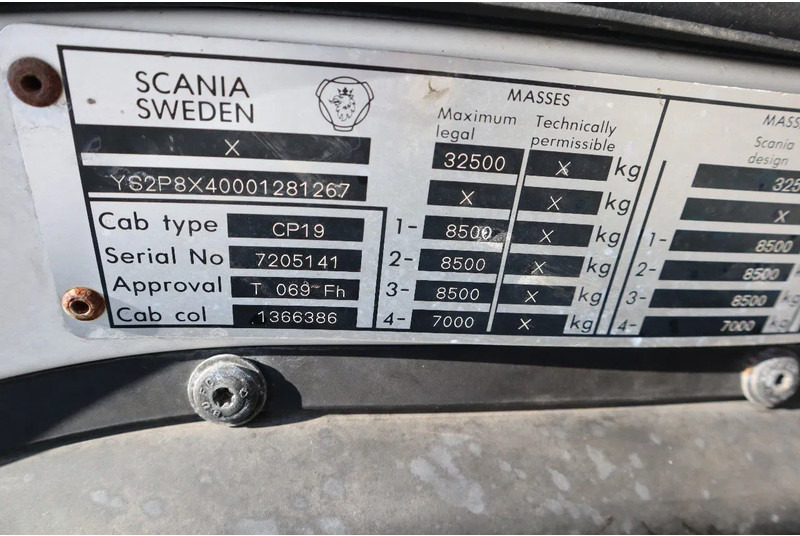 SCANIA
SWEDEN
X
YS2P8X40001281267
Cab type CP19
Serial No 7205141
Approval T 069 Fh
Cab col 1366386
MASSES
Maximum legal Technically permissible
32500 X kg
X X kg
1- 8500 X kg
2- 8500 X kg
3- 8500 X kg
4- 7000 X kg
MASS
Scania
design
325
X
1- 8500
2- 8500
3- 8500
4- 7000